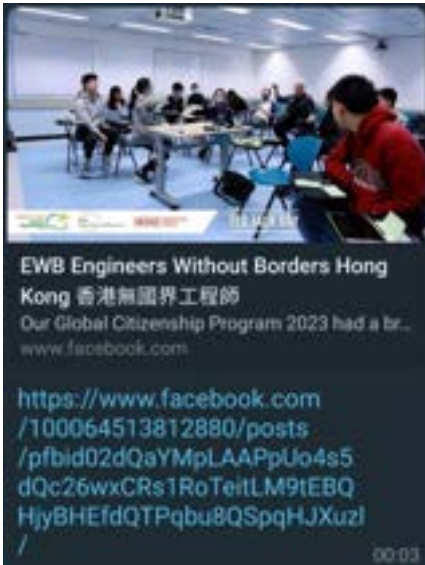 EWB Engineers Without Borders Hong
Kong 香港無國界工程師
Our Global Citizenship Program 2023 had a br...
www.facebook.com
https://www.facebook.com
/100064513812880/posts
/pfbid02dQaYMpLAAPpUo4s5
dQc26wxCRs1RoTeitLM9tEBQ
HjyBHEfdQTPqbu8QSpqHJXuzl
/
00:03